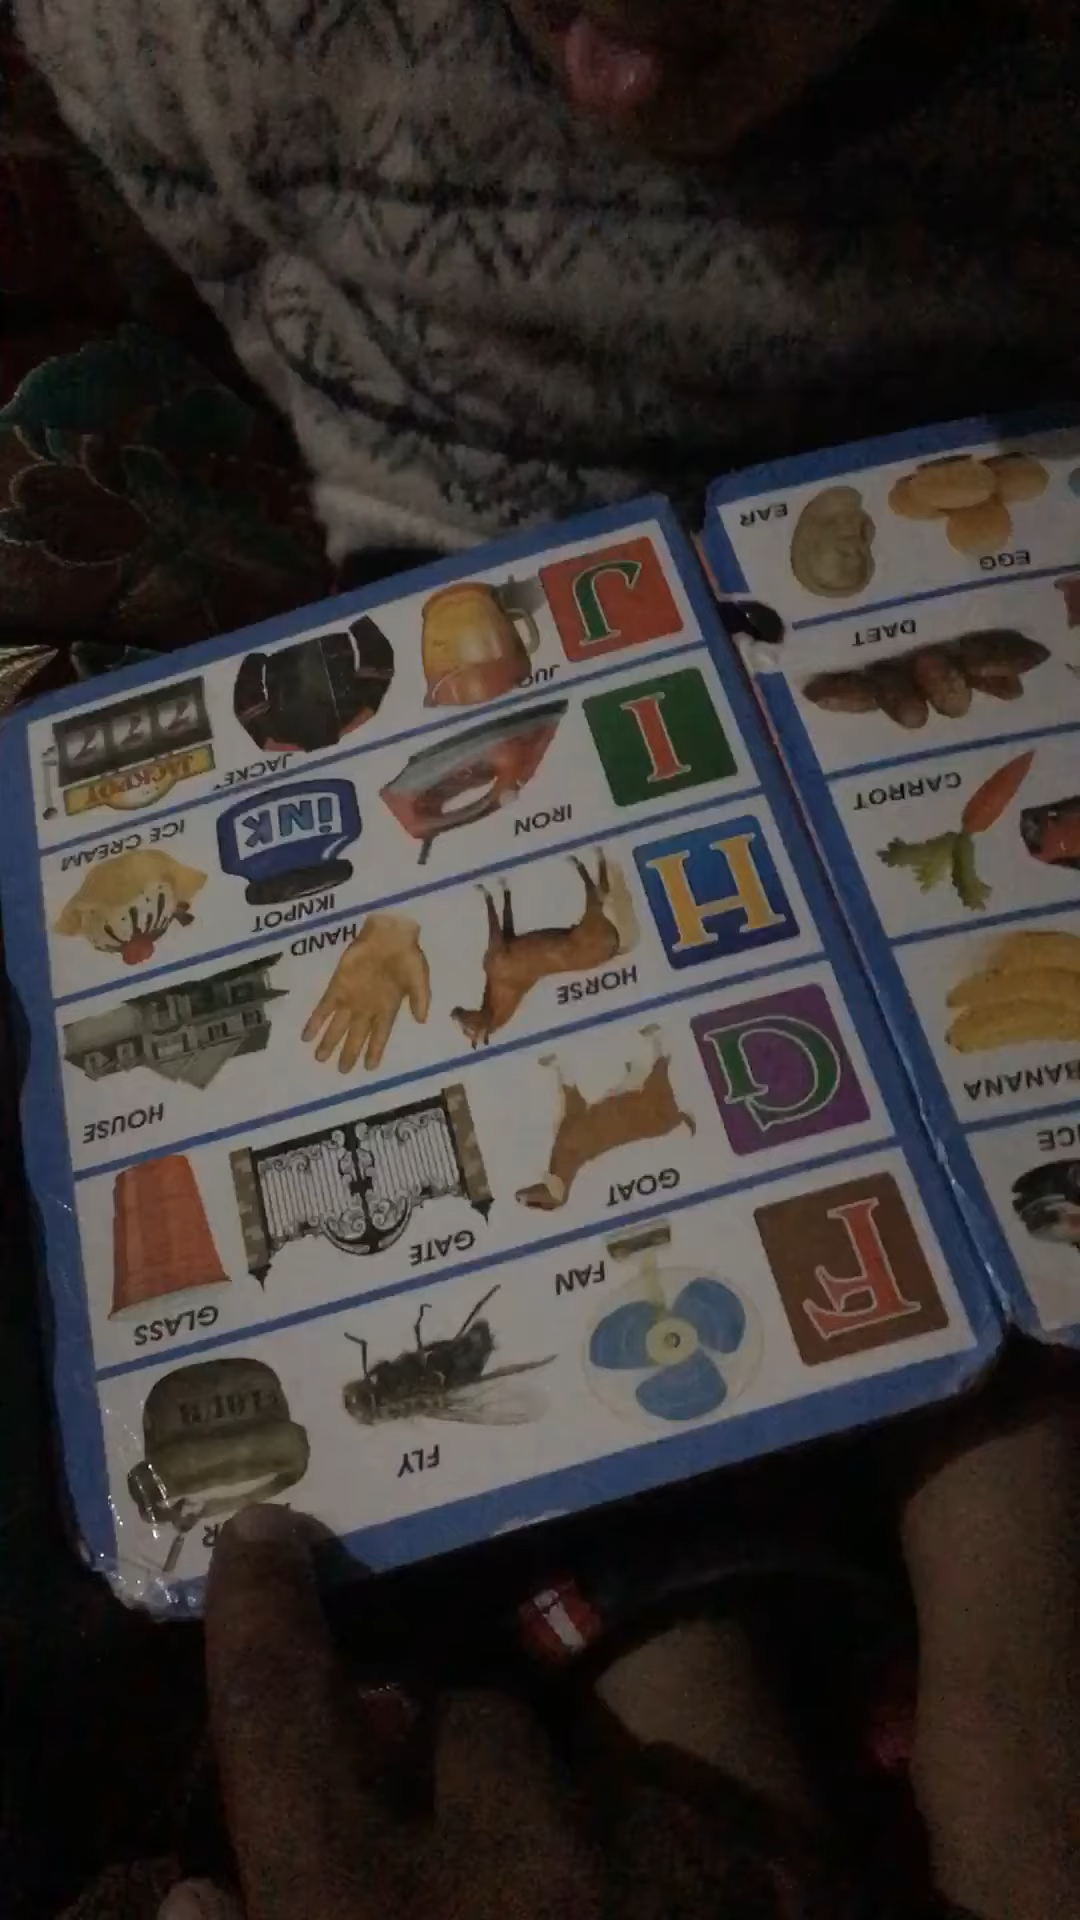 F
FAN
FLY
G
GOAT
GATE
GLASS
H
HORSE
HAND
HOUSE
I
IRON
IKNPOT
iNK
ICE CREAM
J
JUG
JACKET
JACKPOT
777
BANANA
CARROT
DAET
EGG
EAR